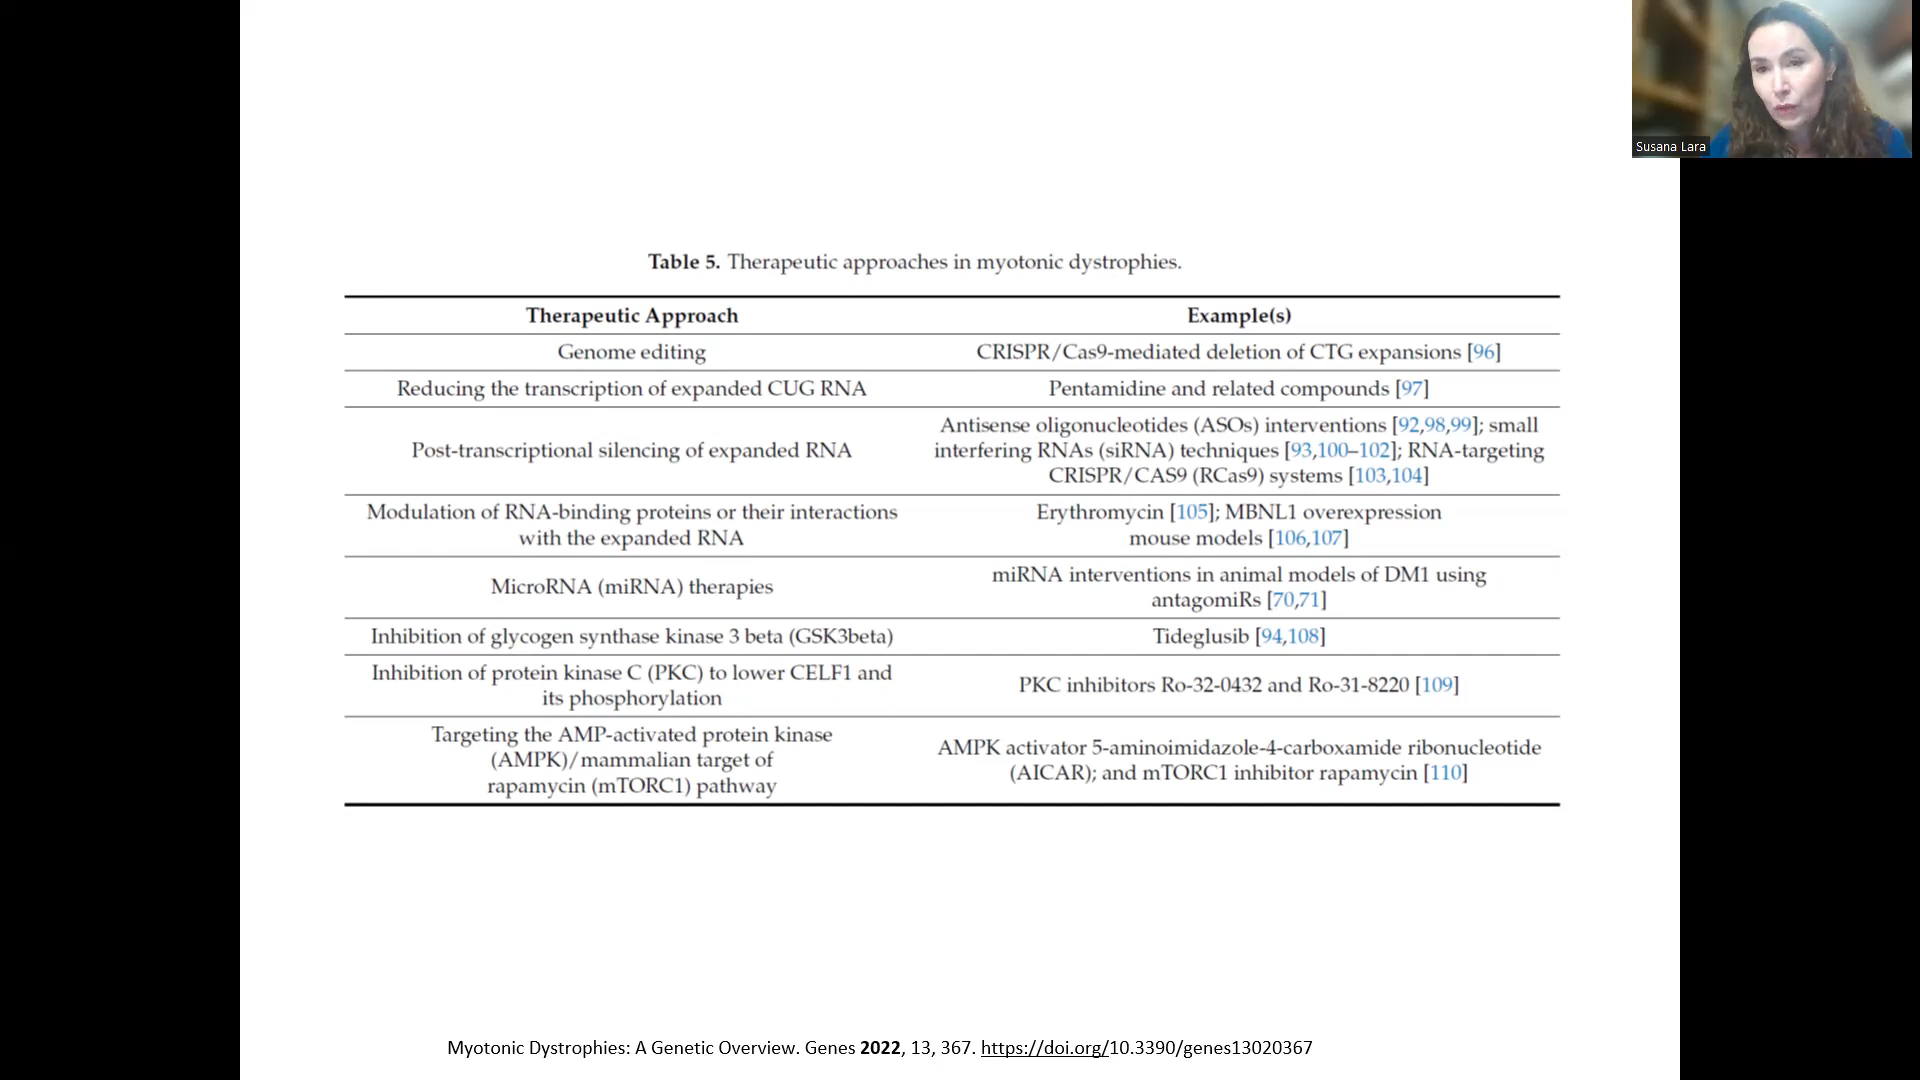 Susana Lara
Table 5. Therapeutic approaches in myotonic dystrophies.
Therapeutic Approach
Example(s)
Genome editing
CRISPR/Cas9-mediated deletion of CTG expansions [96]
Reducing the transcription of expanded CUG RNA
Pentamidine and related compounds [97]
Post-transcriptional silencing of expanded RNA
Antisense oligonucleotides (ASOs) interventions [92,98,99]; small
interfering RNAs (siRNA) techniques [93,100–102]; RNA-targeting
CRISPR/CAS9 (RCas9) systems [103,104]
Modulation of RNA-binding proteins or their interactions
with the expanded RNA
Erythromycin [105]; MBNL1 overexpression
mouse models [106,107]
MicroRNA (miRNA) therapies
miRNA interventions in animal models of DM1 using
antagomiRs [70,71]
Inhibition of glycogen synthase kinase 3 beta (GSK3beta)
Tideglusib [94,108]
Inhibition of protein kinase C (PKC) to lower CELF1 and
its phosphorylation
PKC inhibitors Ro-32-0432 and Ro-31-8220 [109]
Targeting the AMP-activated protein kinase
(AMPK)/mammalian target of
rapamycin (mTORC1) pathway
AMPK activator 5-aminoimidazole-4-carboxamide ribonucleotide
(AICAR); and mTORC1 inhibitor rapamycin [110]
Myotonic Dystrophies: A Genetic Overview. Genes 2022, 13, 367. https://doi.org/10.3390/genes13020367